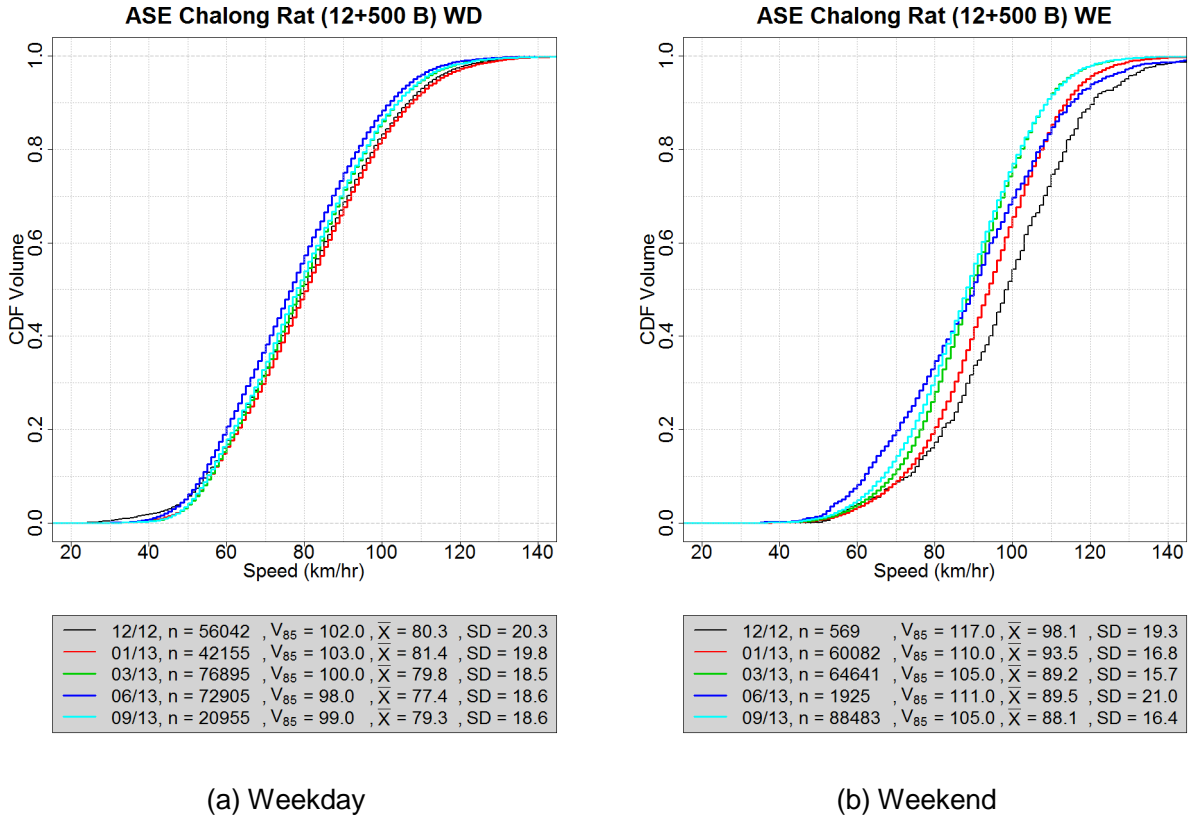 ASE Chalong Rat (12+500 B) WD
CDF Volume
1.0
0.8
0.6
0.4
0.2
0.0
20 40 60 80 100 120 140
Speed (km/hr)
12/12, n = 56042 , V85 = 102.0 , X̄ = 80.3 , SD = 20.3
01/13, n = 42155 , V85 = 103.0 , X̄ = 81.4 , SD = 19.8
03/13, n = 76895 , V85 = 100.0 , X̄ = 79.8 , SD = 18.5
06/13, n = 72905 , V85 = 98.0 , X̄ = 77.4 , SD = 18.6
09/13, n = 20955 , V85 = 99.0 , X̄ = 79.3 , SD = 18.6
(a) Weekday
ASE Chalong Rat (12+500 B) WE
CDF Volume
1.0
0.8
0.6
0.4
0.2
0.0
20 40 60 80 100 120 140
Speed (km/hr)
12/12, n = 569 , V85 = 117.0 , X̄ = 98.1 , SD = 19.3
01/13, n = 60082 , V85 = 110.0 , X̄ = 93.5 , SD = 16.8
03/13, n = 64641 , V85 = 105.0 , X̄ = 89.2 , SD = 15.7
06/13, n = 1925 , V85 = 111.0 , X̄ = 89.5 , SD = 21.0
09/13, n = 88483 , V85 = 105.0 , X̄ = 88.1 , SD = 16.4
(b) Weekend